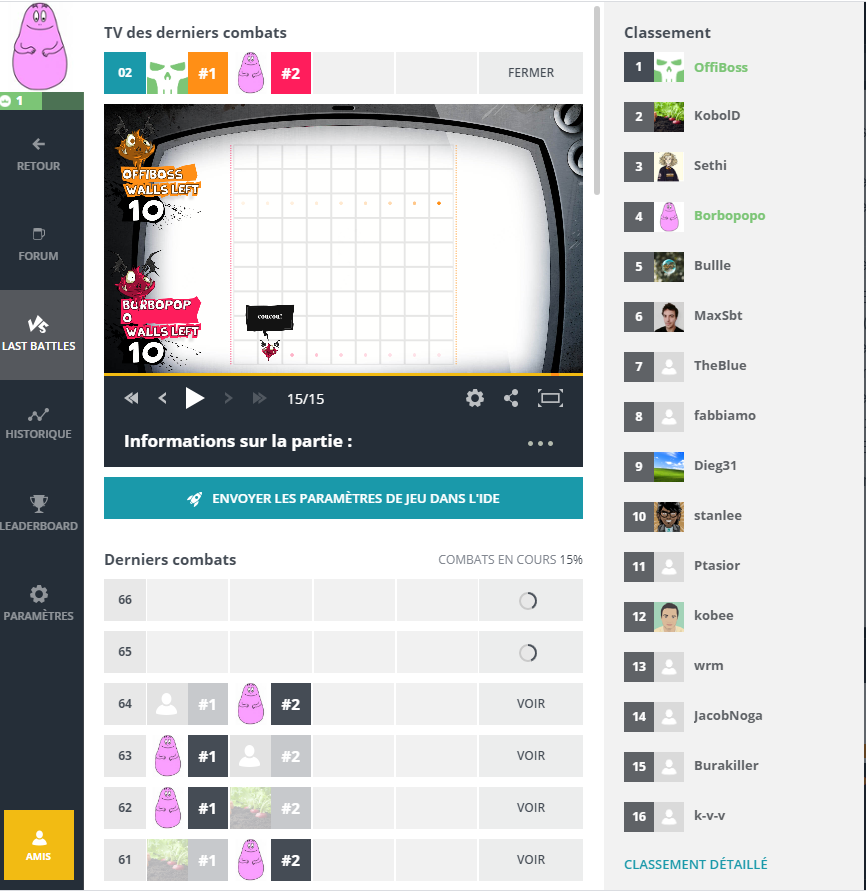 1
RETOUR
FORUM
VS
LAST BATTLES
HISTORIQUE
LEADERBOARD
PARAMÈTRES
AMIS
TV des derniers combats
02 #1 #2 FERMER
OFFIBOSS
WALLS LEFT
10
BORBOPOP
O
WALLS LEFT
10
COUCOU!
15/15
Informations sur la partie :
ENVOYER LES PARAMÈTRES DE JEU DANS L'IDE
Derniers combats COMBATS EN COURS 15%
66
65
64 #1 #2 VOIR
63 #1 #2 VOIR
62 #1 #2 VOIR
61 #1 #2 VOIR
Classement
1 OffiBoss
2 KobolD
3 Sethi
4 Borbopopo
5 Bullle
6 MaxSbt
7 TheBlue
8 fabbiamo
9 Dieg31
10 stanlee
11 Ptasior
12 kobee
13 wrm
14 JacobNoga
15 Burakiller
16 k-v-v
CLASSEMENT DÉTAILLÉ